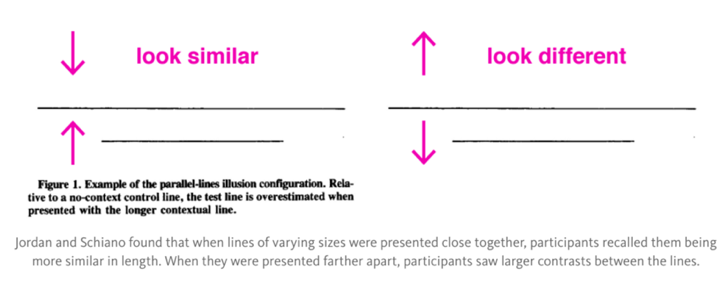 look similar
look different
Figure 1. Example of the parallel-lines illusion configuration. Rela-
tive to a no-context control line, the test line is overestimated when
presented with the longer contextual line.
Jordan and Schiano found that when lines of varying sizes were presented close together, participants recalled them being
more similar in length. When they were presented farther apart, participants saw larger contrasts between the lines.